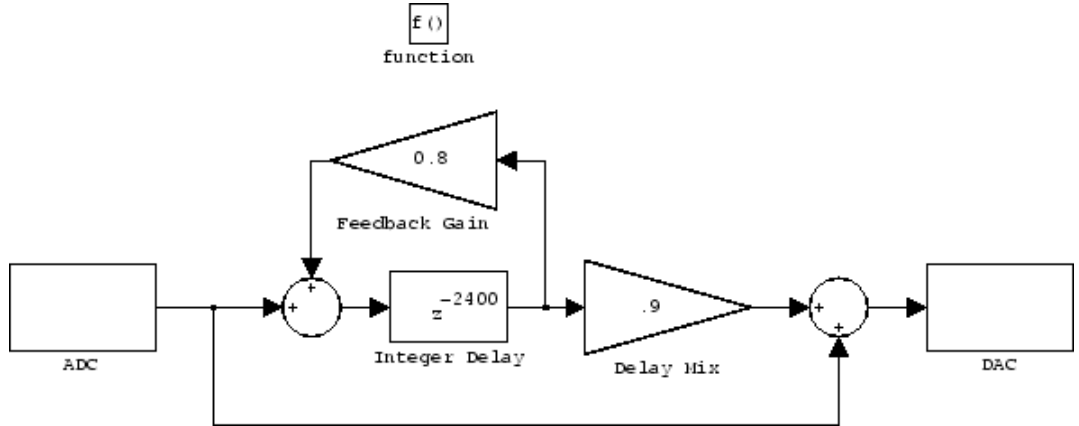 f()
function
0.8
Feedback Gain
+
+
z^-2400
.9
+
+
ADC
Integer Delay
Delay Mix
DAC